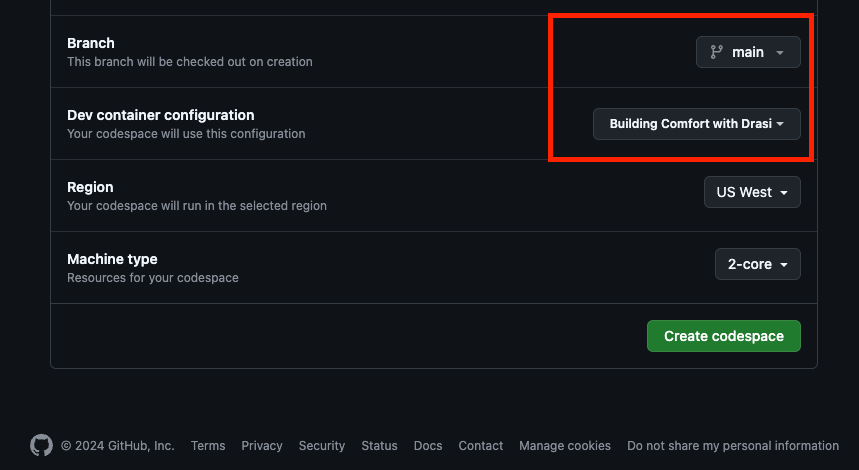 Branch
This branch will be checked out on creation
main
Dev container configuration
Your codespace will use this configuration
Building Comfort with Drasi
Region
Your codespace will run in the selected region
US West
Machine type
Resources for your codespace
2-core
Create codespace
© 2024 GitHub, Inc. Terms Privacy Security Status Docs Contact Manage cookies Do not share my personal information